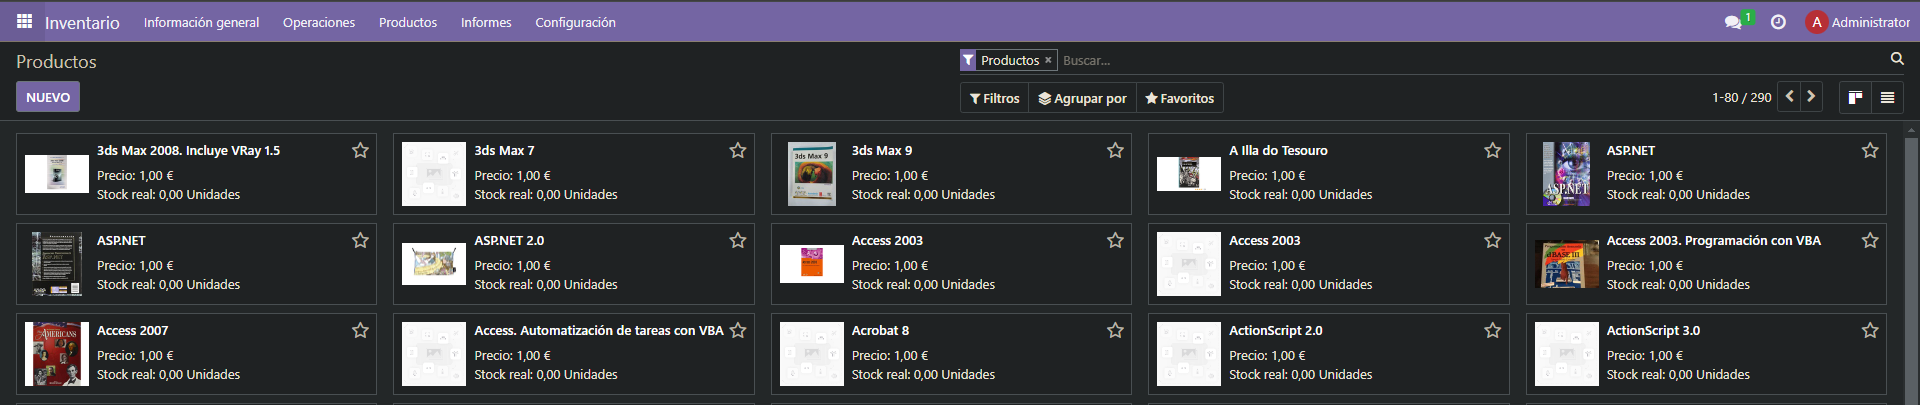 Inventario Información general Operaciones Productos Informes Configuración 1 A Administrator
Productos Productos × Buscar...
NUEVO Filtros Agrupar por Favoritos 1-80 / 290
3ds Max 2008. Incluye VRay 1.5
Precio: 1,00 €
Stock real: 0,00 Unidades
3ds Max 7
Precio: 1,00 €
Stock real: 0,00 Unidades
3ds Max 9
3ds Max 9
Precio: 1,00 €
Stock real: 0,00 Unidades
A Illa do Tesouro
Precio: 1,00 €
Stock real: 0,00 Unidades
ASP.NET
ASP.NET
Precio: 1,00 €
Stock real: 0,00 Unidades
ASP.NET
Precio: 1,00 €
Stock real: 0,00 Unidades
ASP.NET 2.0
Precio: 1,00 €
Stock real: 0,00 Unidades
Access 2003
Precio: 1,00 €
Stock real: 0,00 Unidades
Access 2003
Precio: 1,00 €
Stock real: 0,00 Unidades
dBASE III
Access 2003. Programación con VBA
Precio: 1,00 €
Stock real: 0,00 Unidades
AMERICANS
Access 2007
Precio: 1,00 €
Stock real: 0,00 Unidades
Access. Automatización de tareas con VBA
Precio: 1,00 €
Stock real: 0,00 Unidades
Acrobat 8
Precio: 1,00 €
Stock real: 0,00 Unidades
ActionScript 2.0
Precio: 1,00 €
Stock real: 0,00 Unidades
ActionScript 3.0
Precio: 1,00 €
Stock real: 0,00 Unidades